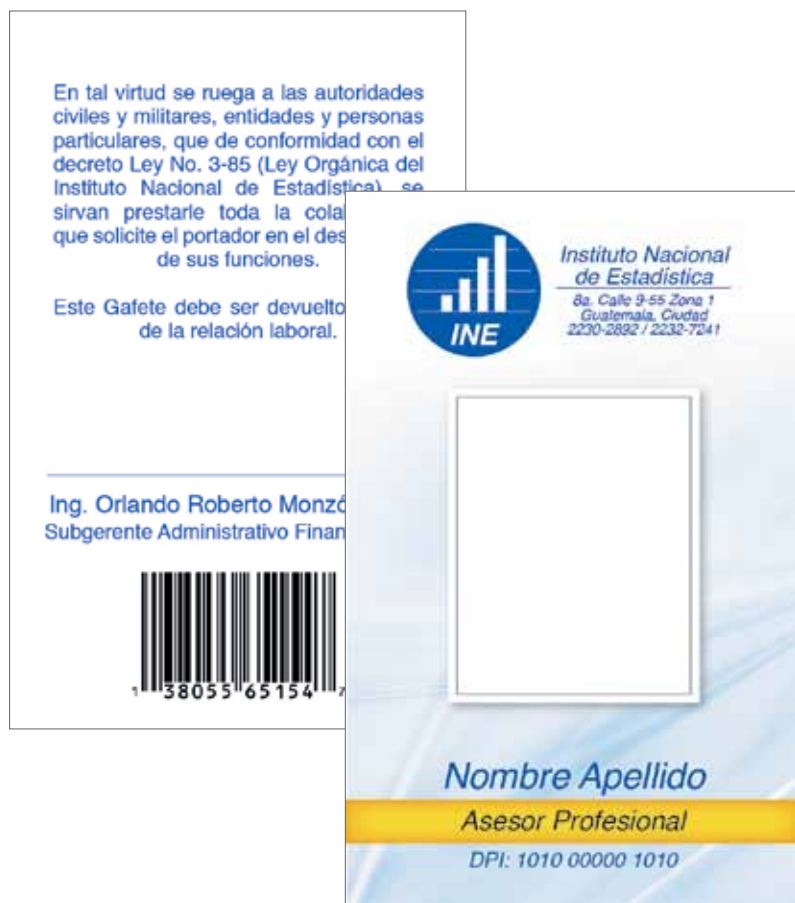 En tal virtud se ruega a las autoridades
civiles y militares, entidades y personas
particulares, que de conformidad con el
decreto Ley No. 3-85 (Ley Orgánica del
Instituto Nacional de Estadística), se
sirvan prestarle toda la
que solicite el portador en el
de sus funciones.
Este Gafete debe ser devuelto
de la relación laboral.
Ing. Orlando Roberto
Subgerente Administrativo
1 38055 65154 7
INE
Instituto Nacional
de Estadística
8a. Calle 9-55 Zona 1
Guatemala, Ciudad
2230-2892 / 2232-7241
Nombre Apellido
Asesor Profesional
DPI: 1010 00000 1010